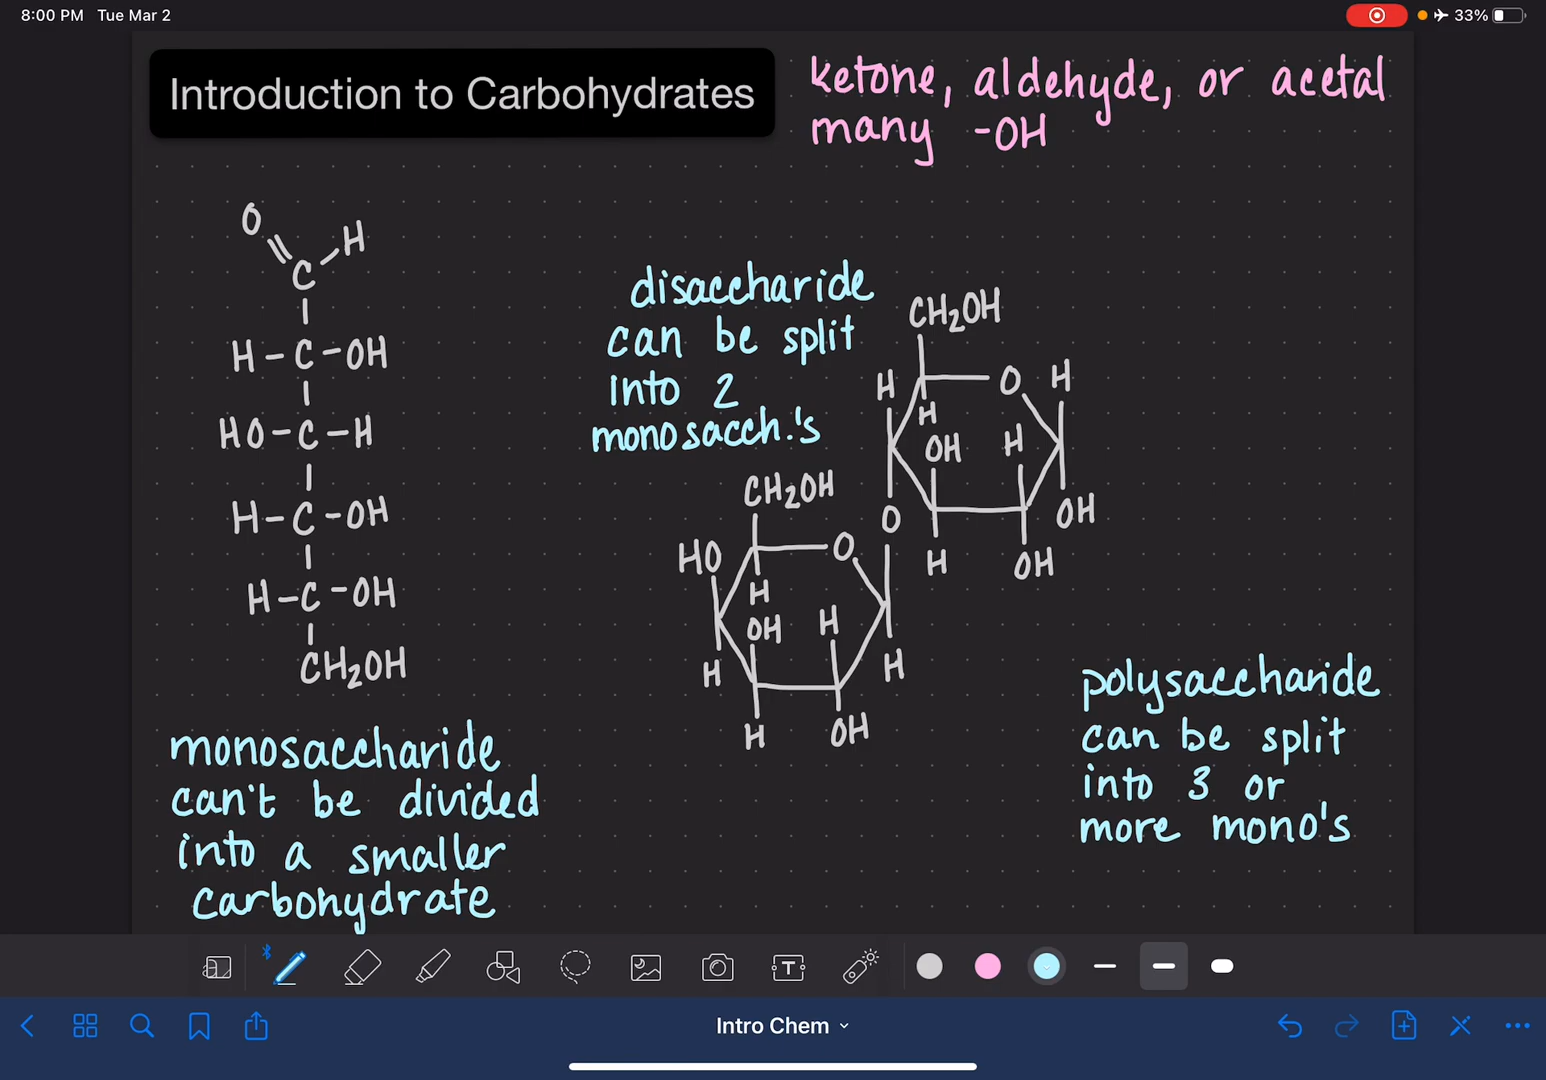 8:00 PM Tue Mar 2
33%
Introduction to Carbohydrates
ketone, aldehyde, or acetal
many -OH
O
H
C
H-C-OH
HO-C-H
H-C-OH
H-C-OH
CH₂OH
monosaccharide
can't be divided
into a smaller
carbohydrate
disaccharide
can be split
into 2
monosacch.'s
CH₂OH
H O H
H
OH H
O OH
H OH
CH₂OH
HO O
H
OH H
H H
H OH
polysaccharide
can be split
into 3 or
more mono's
T
Intro Chem